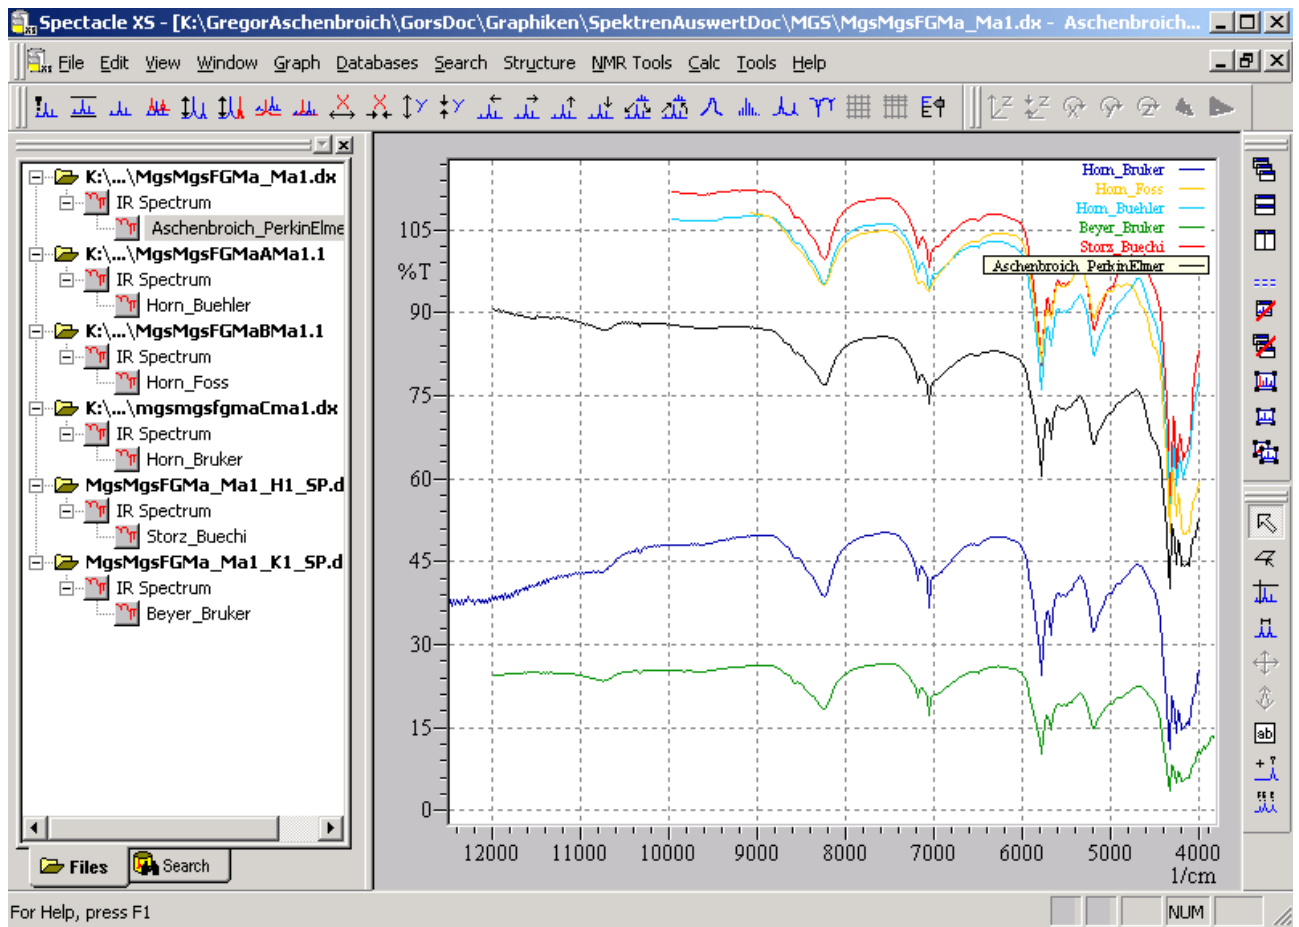 Spectacle XS - [K:\GregorAschenbroich\GorsDoc\Graphiken\SpektrenAuswertDoc\MGS\MgsMgsFGMa_Ma1.dx - Aschenbroich...
File Edit View Window Graph Databases Search Structure NMR Tools Calc Tools Help
K:\...\MgsMgsFGMa_Ma1.dx
IR Spectrum
Aschenbroich_PerkinElme
K:\...\MgsMgsFGMaAMa1.1
IR Spectrum
Horn_Buehler
K:\...\MgsMgsFGMaBMa1.1
IR Spectrum
Horn_Foss
K:\...\mgsmgsfgmaCma1.dx
IR Spectrum
Horn_Bruker
MgsMgsFGMa_Ma1_H1_SP.d
IR Spectrum
Storz_Buechi
MgsMgsFGMa_Ma1_K1_SP.d
IR Spectrum
Beyer_Bruker
Files
Search
Horn_Bruker
Horn_Foss
Horn_Buehler
Beyer_Bruker
Storz_Buechi
Aschenbroich_PerkinElmer
105
%T
90
75
60
45
30
15
0
12000 11000 10000 9000 8000 7000 6000 5000 4000
1/cm
ab
For Help, press F1
NUM